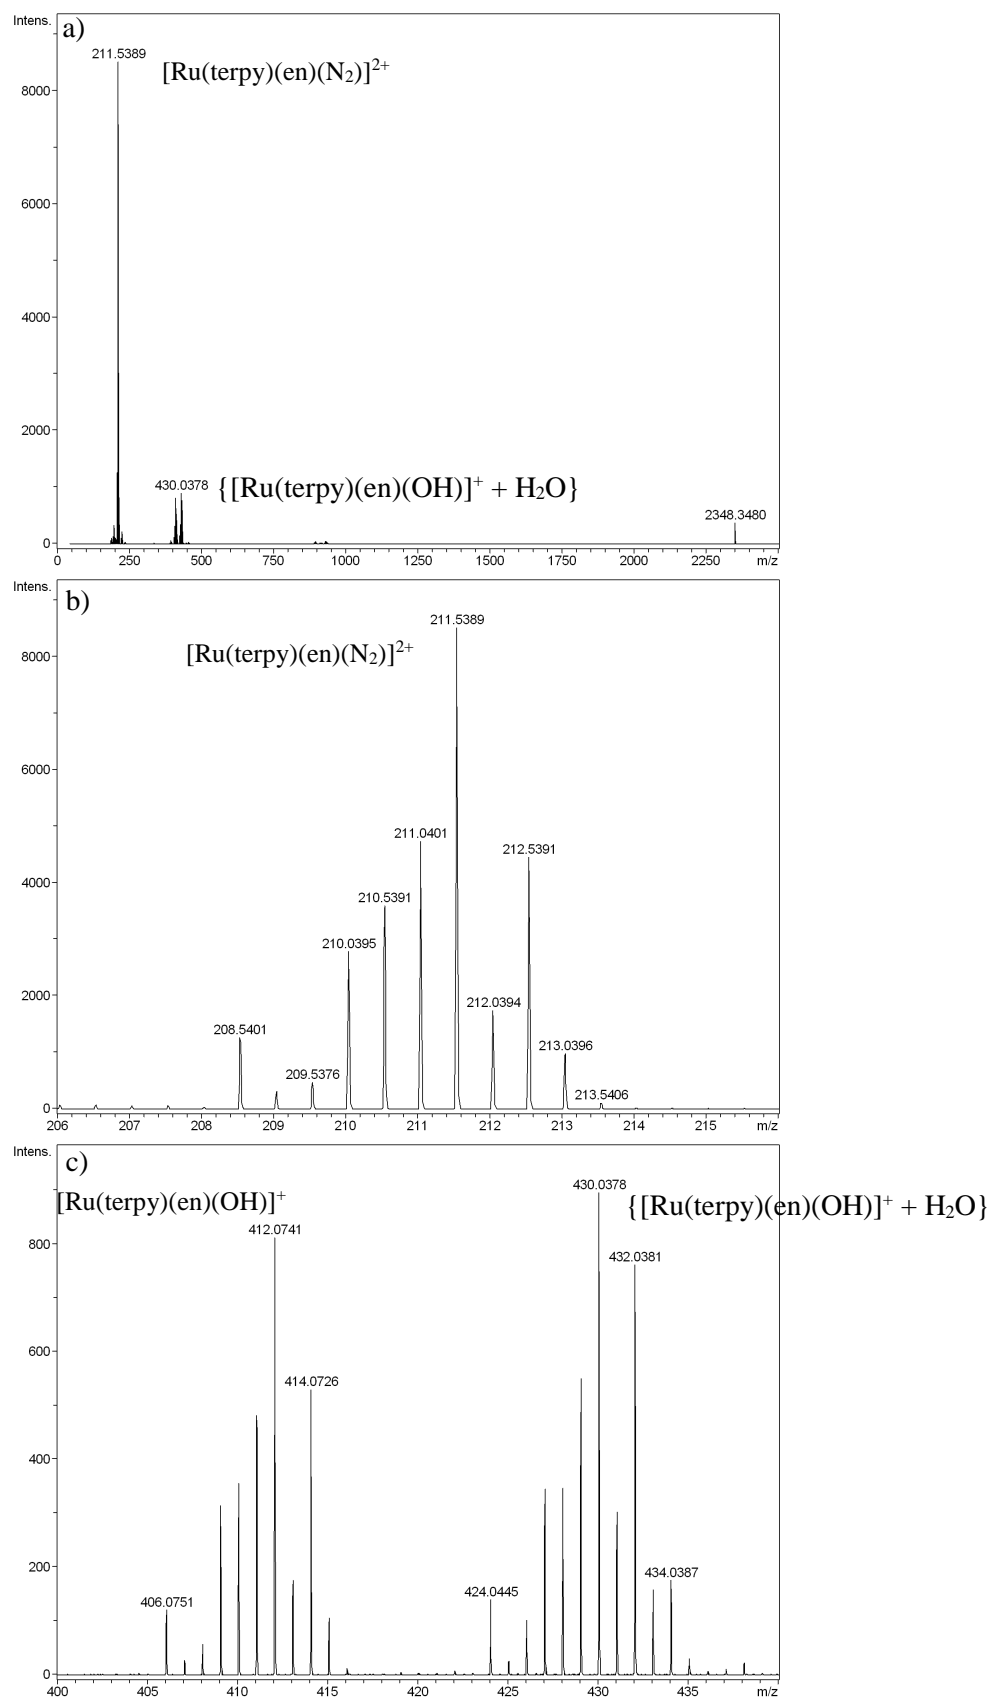 Intens.
a)
211.5389
[Ru(terpy)(en)(N₂)]²⁺
8000
6000
4000
2000
430.0378
{[Ru(terpy)(en)(OH)]⁺ + H₂O}
2348.3480
0
0 250 500 750 1000 1250 1500 1750 2000 2250 m/z
Intens.
b)
211.5389
[Ru(terpy)(en)(N₂)]²⁺
8000
6000
211.0401
212.5391
4000
210.5391
210.0395
2000
212.0394
208.5401
213.0396
209.5376
213.5406
0
206 207 208 209 210 211 212 213 214 215 m/z
Intens.
c)
430.0378
[Ru(terpy)(en)(OH)]⁺
{[Ru(terpy)(en)(OH)]⁺ + H₂O}
412.0741
800
432.0381
600
414.0726
400
200
406.0751
424.0445
434.0387
0
400 405 410 415 420 425 430 435 m/z